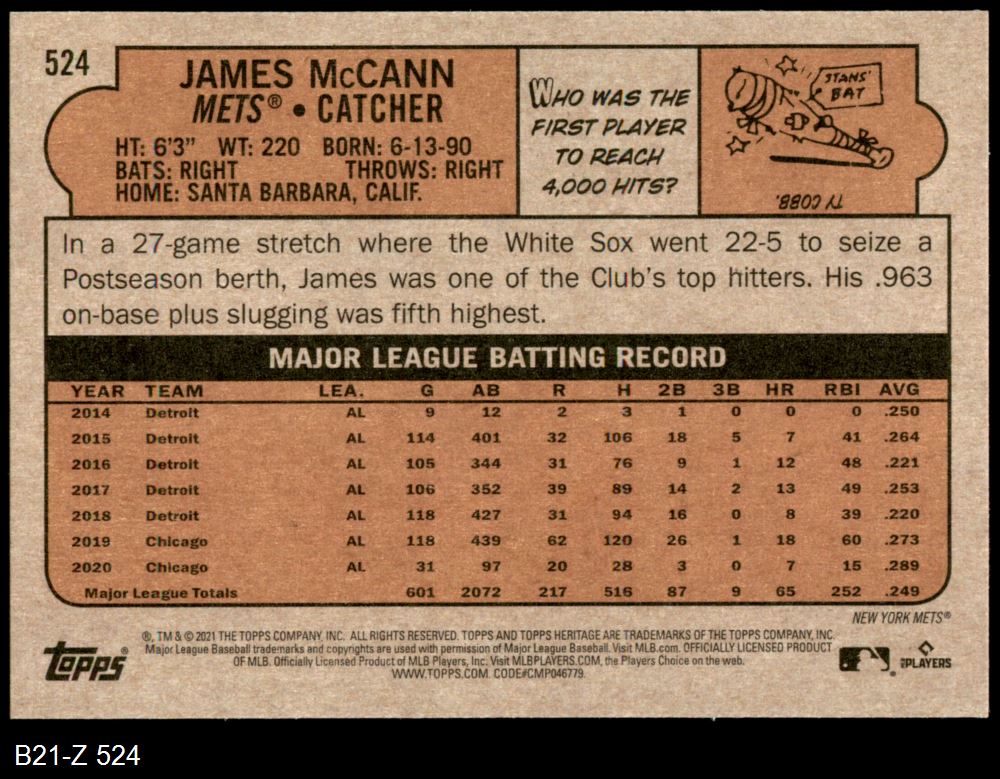 524
JAMES McCANN
METS® • CATCHER
HT: 6'3" WT: 220 BORN: 6-13-90
BATS: RIGHT THROWS: RIGHT
HOME: SANTA BARBARA, CALIF.
WHO WAS THE
FIRST PLAYER
TO REACH
4,000 HITS?
STANS'
BAT
TY COBB.
In a 27-game stretch where the White Sox went 22-5 to seize a
Postseason berth, James was one of the Club's top hitters. His .963
on-base plus slugging was fifth highest.
MAJOR LEAGUE BATTING RECORD
YEAR TEAM LEA. G AB R H 2B 3B HR RBI AVG
2014 Detroit AL 9 12 2 3 1 0 0 0 .250
2015 Detroit AL 114 401 32 106 18 5 7 41 .264
2016 Detroit AL 105 344 31 76 9 1 12 48 .221
2017 Detroit AL 106 352 39 89 14 2 13 49 .253
2018 Detroit AL 118 427 31 94 16 0 8 39 .220
2019 Chicago AL 118 439 62 120 26 1 18 60 .273
2020 Chicago AL 31 97 20 28 3 0 7 15 .289
Major League Totals 601 2072 217 516 87 9 65 252 .249
NEW YORK METS®
®, TM & © 2021 THE TOPPS COMPANY, INC. ALL RIGHTS RESERVED. TOPPS AND TOPPS HERITAGE ARE TRADEMARKS OF THE TOPPS COMPANY, INC.
Major League Baseball trademarks and copyrights are used with permission of Major League Baseball. Visit MLB.com. OFFICIALLY LICENSED PRODUCT
OF MLB. Officially Licensed Product of MLB Players, Inc. Visit MLBPLAYERS.COM, the Players Choice on the web.
WWW.TOPPS.COM. CODE#CMP046779.
topps®
PLAYERS
B21-Z 524